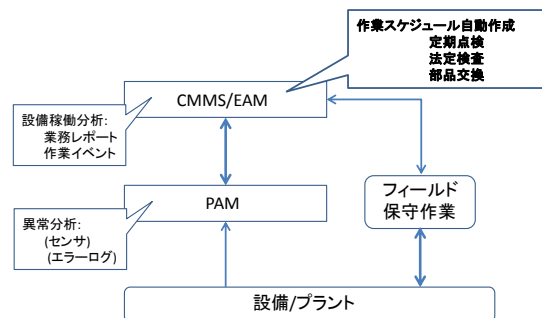 作業スケジュール自動作成
定期点検
法定検査
部品交換
CMMS/EAM
設備稼働分析:
業務レポート
作業イベント
フィールド
保守作業
PAM
異常分析:
(センサ)
(エラーログ)
設備/プラント